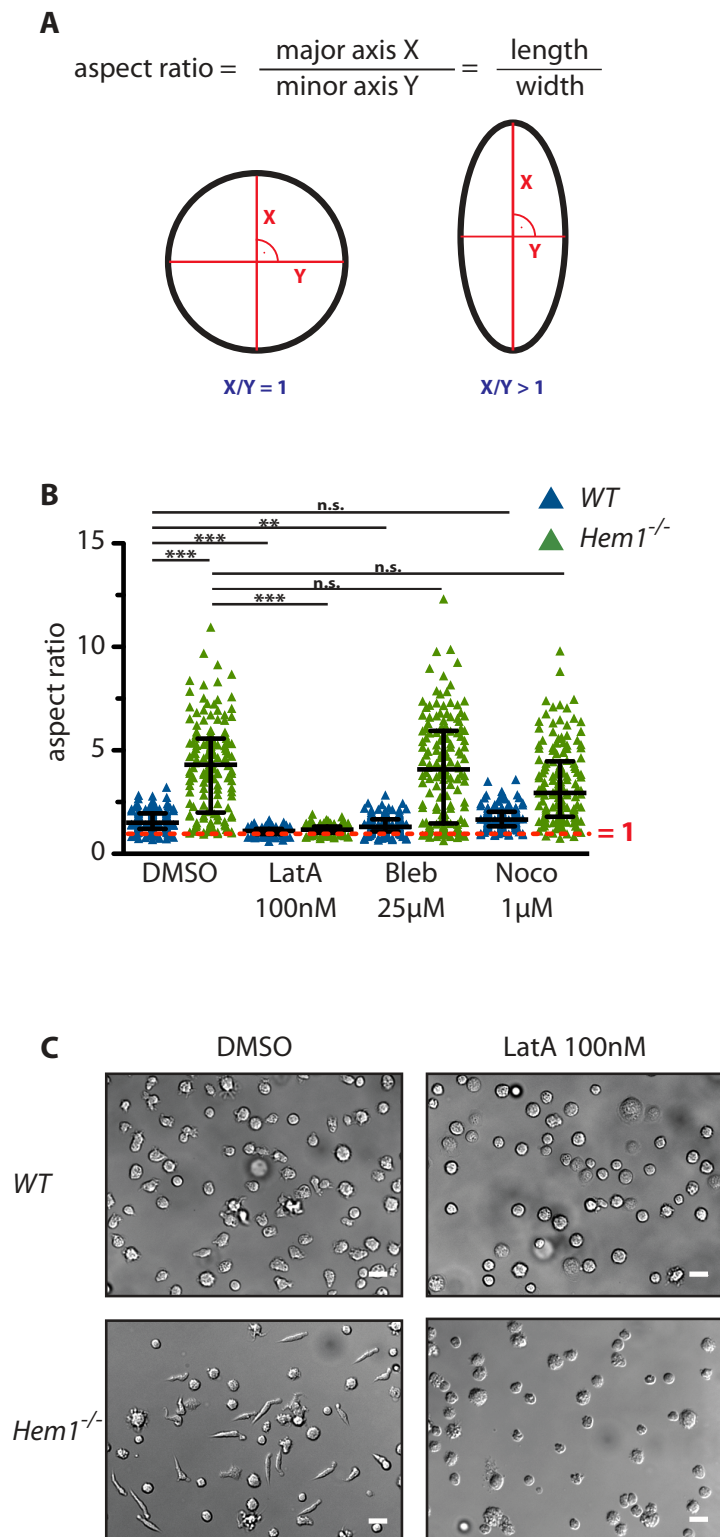 A
aspect ratio = major axis X / minor axis Y = length / width
X
Y
X
Y
X/Y = 1
X/Y > 1
B
WT
Hem1-/-
n.s.
**
***
***
n.s.
n.s.
***
aspect ratio
15
10
5
0
= 1
DMSO LatA Bleb Noco
100nM 25µM 1µM
C
DMSO LatA 100nM
WT
Hem1-/-